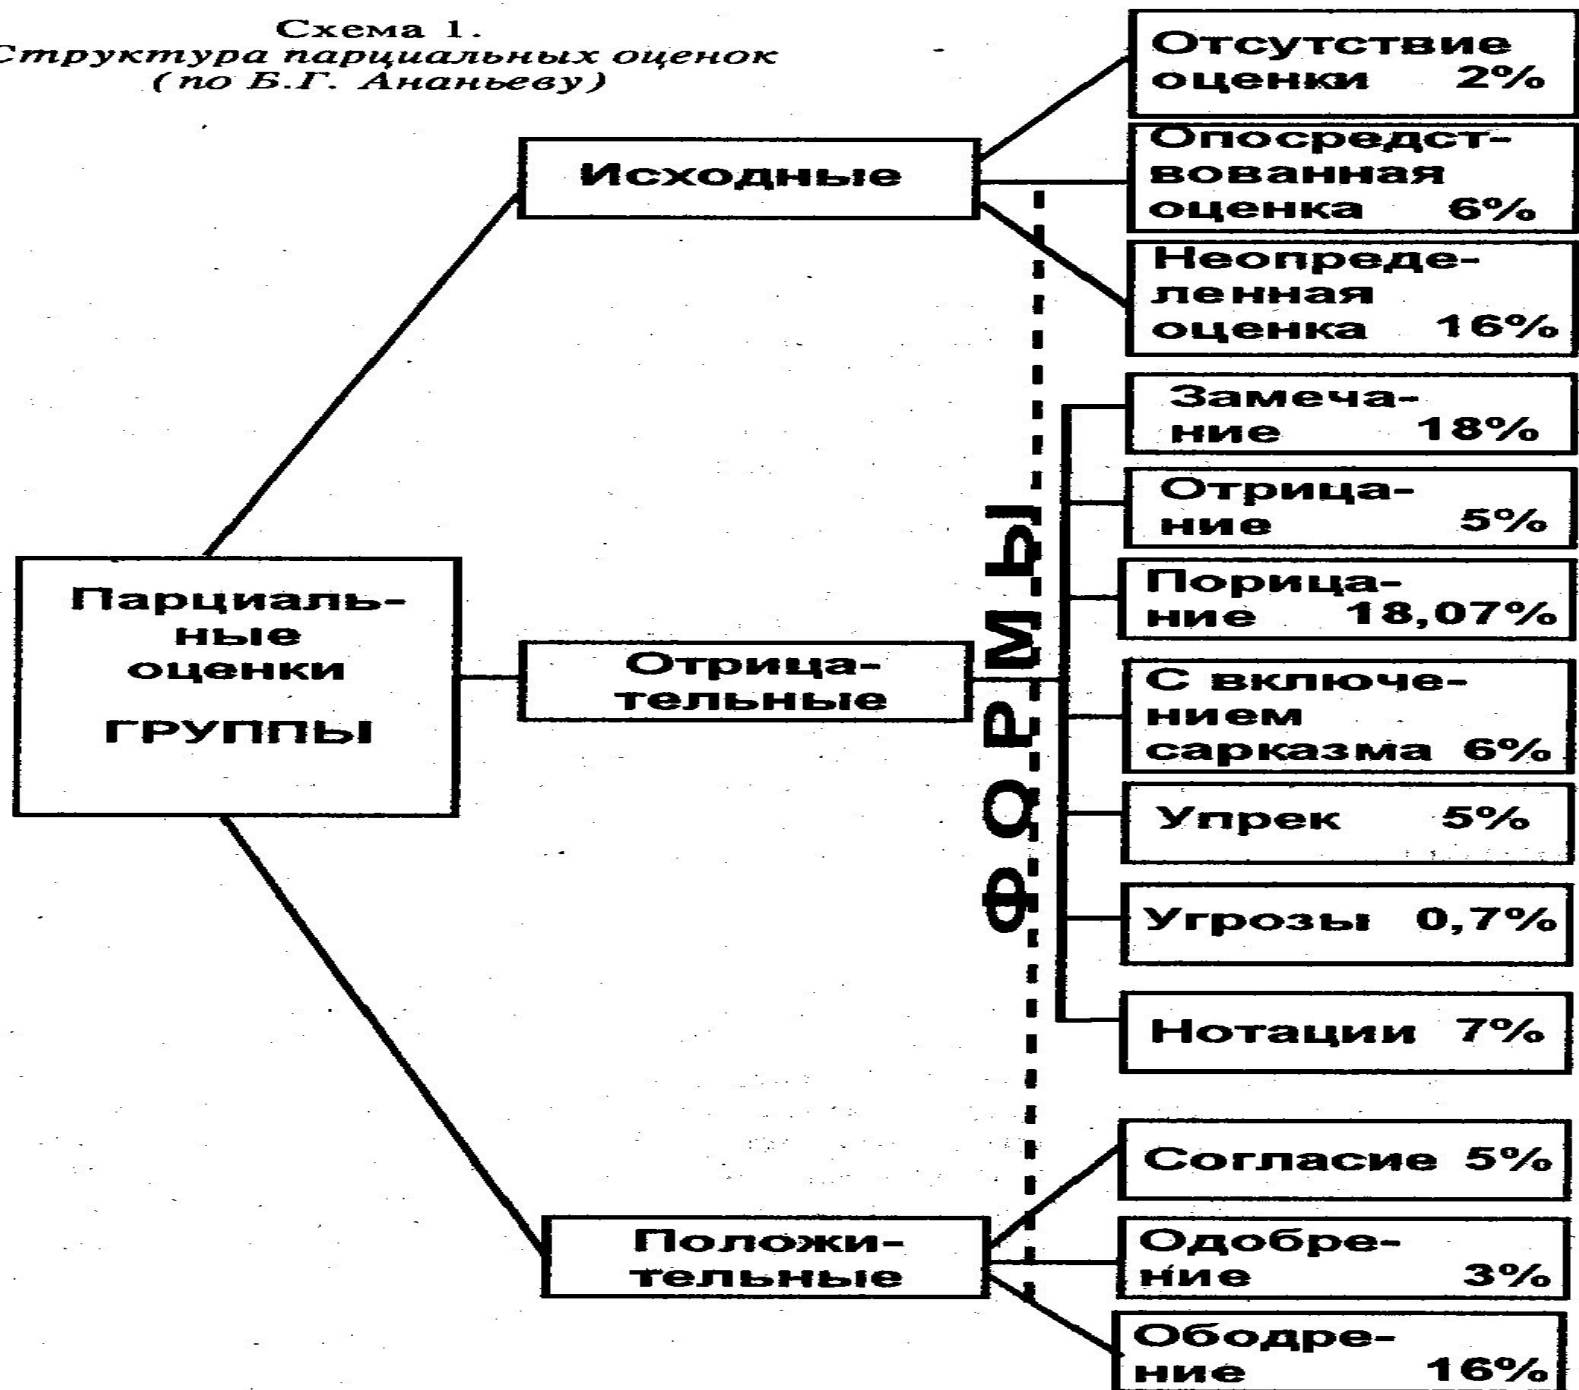 Схема 1.
Структура парциальных оценок
(по Б.Г. Ананьеву)
Отсутствие
оценки 2%
Исходные
Опосредст-
вованная
оценка 6%
Неопреде-
ленная
оценка 16%
Замеча-
ние 18%
Отрица-
ние 5%
Парциаль-
ные
оценки
ГРУППЫ
Отрица-
тельные
ФОРМЫ
Порица-
ние 18,07%
С включе-
нием
сарказма 6%
Упрек 5%
Угрозы 0,7%
Нотации 7%
Положи-
тельные
Согласие 5%
Одобре-
ние 3%
Ободре-
ние 16%